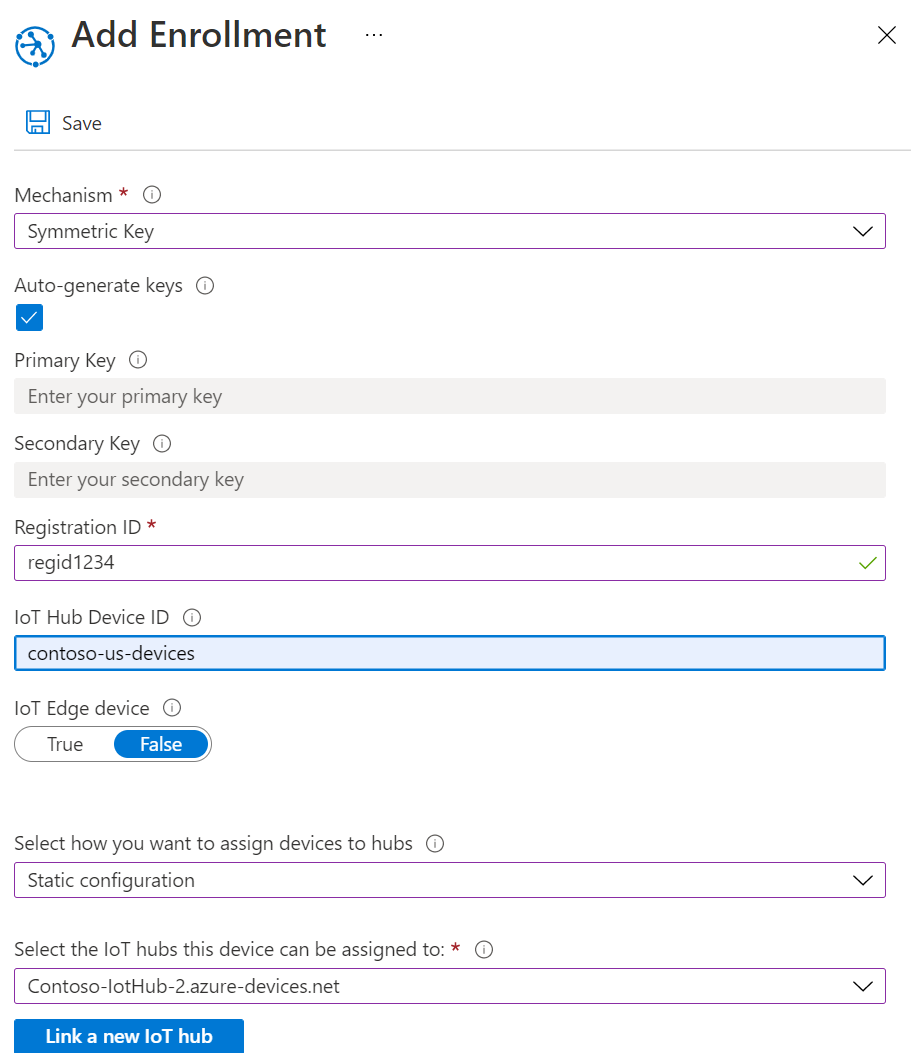 Add Enrollment ...
Save
Mechanism *
Symmetric Key
Auto-generate keys
Primary Key
Enter your primary key
Secondary Key
Enter your secondary key
Registration ID *
regid1234
IoT Hub Device ID
contoso-us-devices
IoT Edge device
True False
Select how you want to assign devices to hubs
Static configuration
Select the IoT hubs this device can be assigned to: *
Contoso-IotHub-2.azure-devices.net
Link a new IoT hub